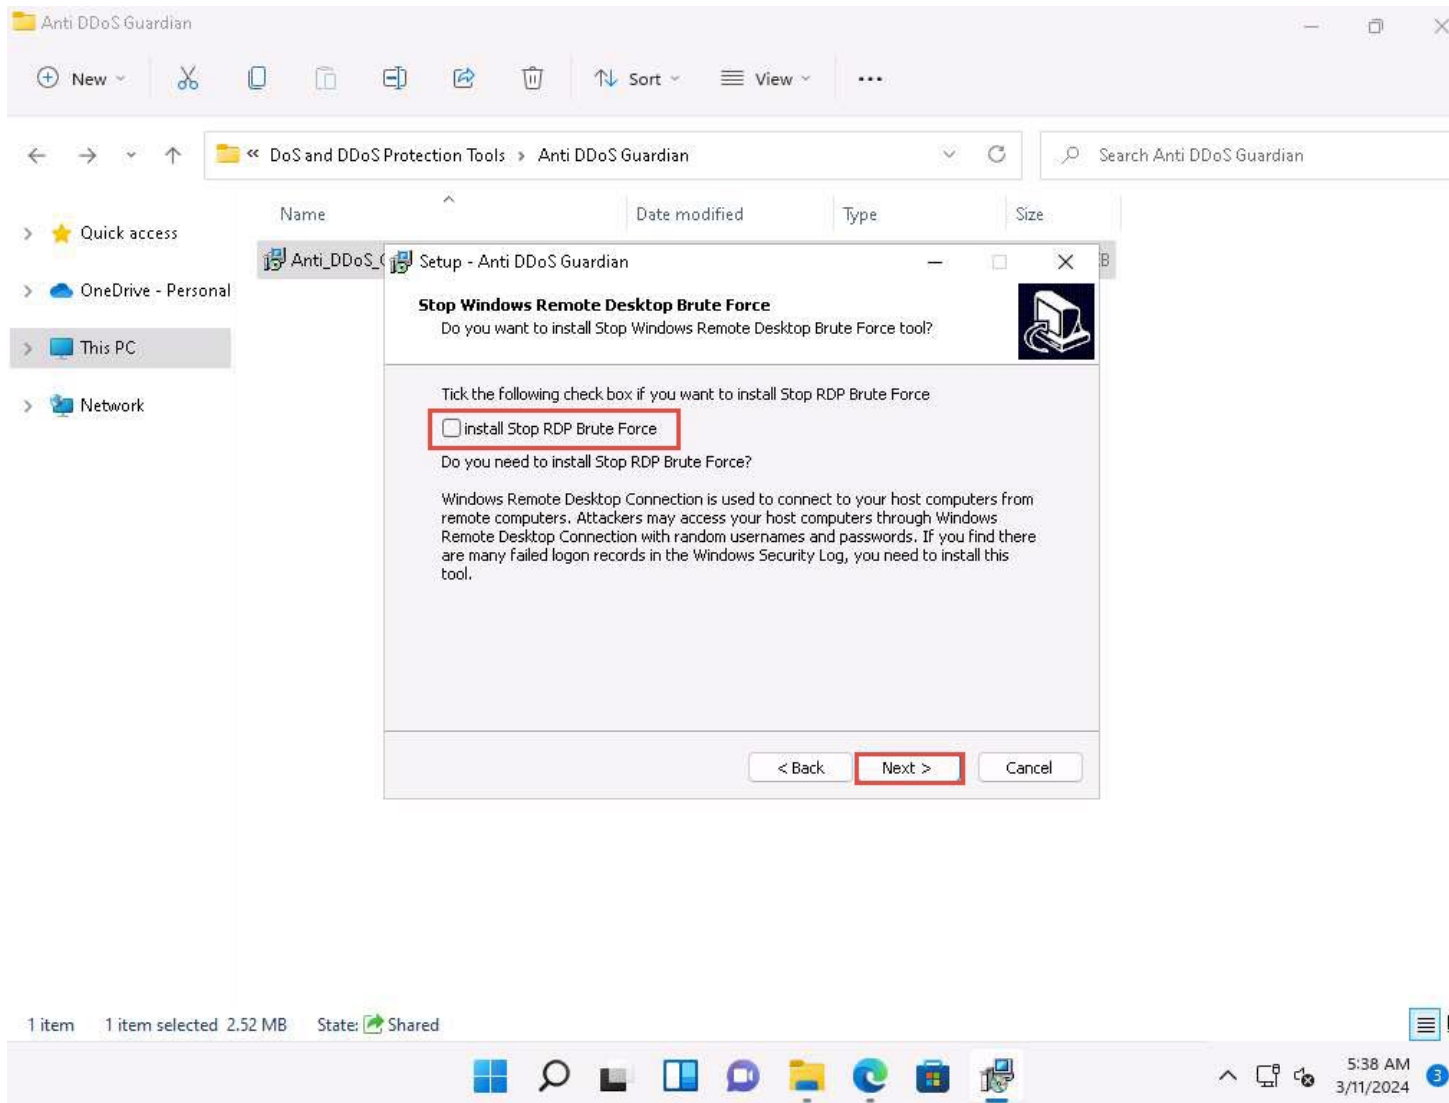 Anti DDoS Guardian
New
Sort
View
« DoS and DDoS Protection Tools > Anti DDoS Guardian
Search Anti DDoS Guardian
Name
Date modified
Type
Size
Quick access
OneDrive - Personal
This PC
Network
Anti_DDoS_
Setup - Anti DDoS Guardian
Stop Windows Remote Desktop Brute Force
Do you want to install Stop Windows Remote Desktop Brute Force tool?
Tick the following check box if you want to install Stop RDP Brute Force
install Stop RDP Brute Force
Do you need to install Stop RDP Brute Force?
Windows Remote Desktop Connection is used to connect to your host computers from
remote computers. Attackers may access your host computers through Windows
Remote Desktop Connection with random usernames and passwords. If you find there
are many failed logon records in the Windows Security Log, you need to install this
tool.
< Back
Next >
Cancel
1 item
1 item selected 2.52 MB
State: Shared
5:38 AM
3/11/2024
3